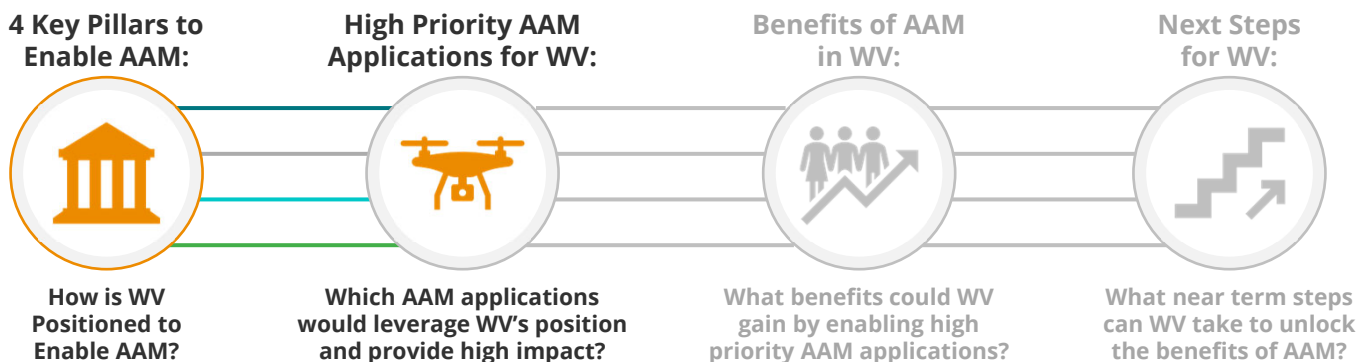 4 Key Pillars to
Enable AAM:
High Priority AAM
Applications for WV:
Benefits of AAM
in WV:
Next Steps
for WV:
How is WV
Positioned to
Enable AAM?
Which AAM applications
would leverage WV's position
and provide high impact?
What benefits could WV
gain by enabling high
priority AAM applications?
What near term steps
can WV take to unlock
the benefits of AAM?